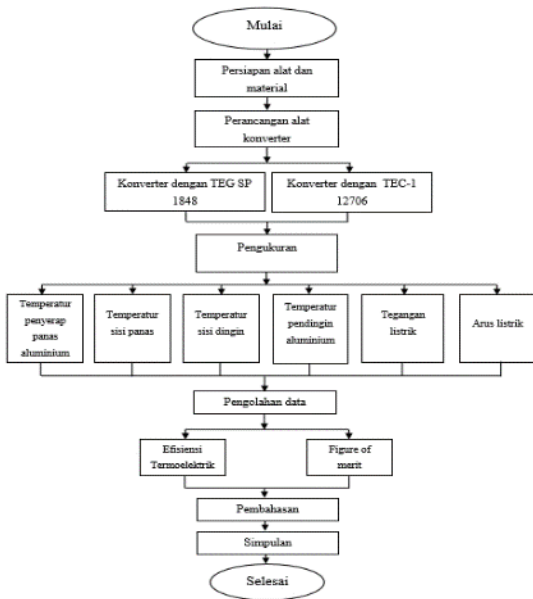 Mulai
Persiapan alat dan
material
Perancangan alat
konverter
Konverter dengan TEG SP
1848
Konverter dengan TEC-1
12706
Pengukuran
Temperatur
penyerap
panas
aluminium
Temperatur
sisi panas
Temperatur
sisi dingin
Temperatur
pendingin
aluminium
Tegangan
listrik
Arus listrik
Pengolahan data
Efisiensi
Termoelektrik
Figure of
merit
Pembahasan
Simpulan
Selesai